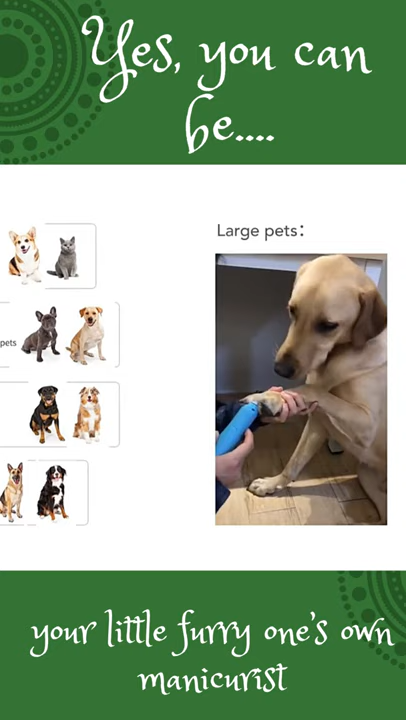 Yes, you can
be....
Large pets:
pets
your little furry one's own
manicurist